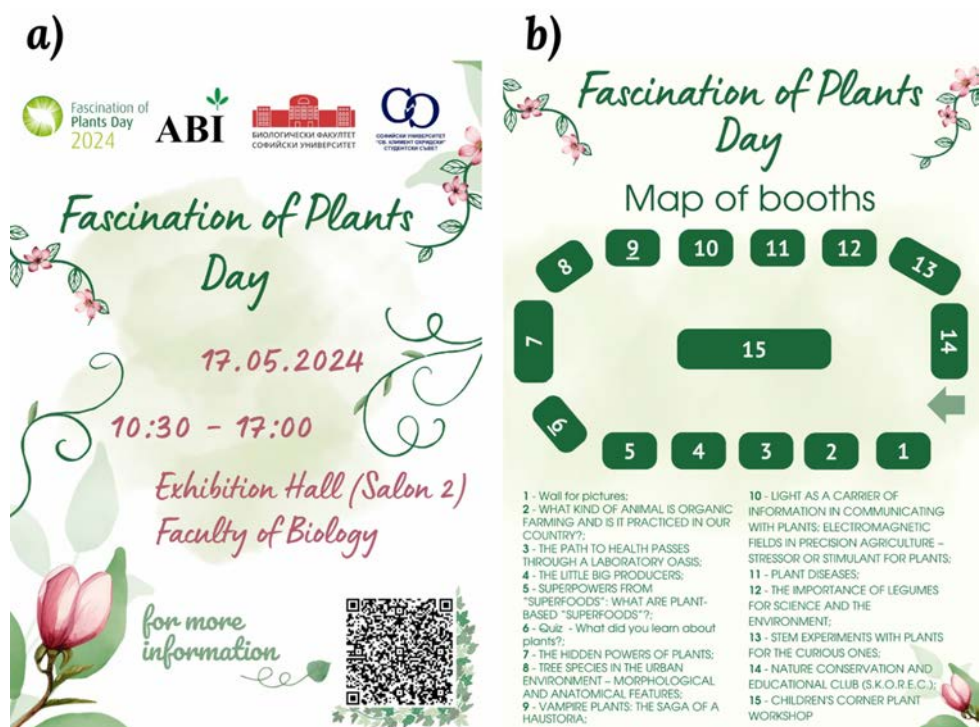 a)
Fascination of
Plants Day
2024
ABI
БИОЛОГИЧЕСКИ ФАКУЛТЕТ
СОФИЙСКИ УНИВЕРСИТЕТ
СОФИЙСКИ УНИВЕРСИТЕТ
"СВ. КЛИМЕНТ ОХРИДСКИ"
СТУДЕНТСКИ СЪВЕТ
Fascination of Plants
Day
17.05.2024
10:30 - 17:00
Exhibition Hall (Salon 2)
Faculty of Biology
for more
information
b)
Fascination of Plants
Day
Map of booths
8
9
10
11
12
13
7
15
14
6
5
4
3
2
1
1 - Wall for pictures;
2 - WHAT KIND OF ANIMAL IS ORGANIC
FARMING AND IS IT PRACTICED IN OUR
COUNTRY?;
3 - THE PATH TO HEALTH PASSES
THROUGH A LABORATORY OASIS;
4 - THE LITTLE BIG PRODUCERS;
5 - SUPERPOWERS FROM
"SUPERFOODS": WHAT ARE PLANT-
BASED "SUPERFOODS"?;
6 - Quiz - What did you learn about
plants?;
7 - THE HIDDEN POWERS OF PLANTS;
8 - TREE SPECIES IN THE URBAN
ENVIRONMENT – MORPHOLOGICAL
AND ANATOMICAL FEATURES;
9 - VAMPIRE PLANTS: THE SAGA OF A
HAUSTORIA;
10 - LIGHT AS A CARRIER OF
INFORMATION IN COMMUNICATING
WITH PLANTS; ELECTROMAGNETIC
FIELDS IN PRECISION AGRICULTURE –
STRESSOR OR STIMULANT FOR PLANTS;
11 - PLANT DISEASES;
12 - THE IMPORTANCE OF LEGUMES
FOR SCIENCE AND THE
ENVIRONMENT;
13 - STEM EXPERIMENTS WITH PLANTS
FOR THE CURIOUS ONES;
14 - NATURE CONSERVATION AND
EDUCATIONAL CLUB (S.K.O.R.E.C.);
15 - CHILDREN'S CORNER PLANT
WORKSHOP